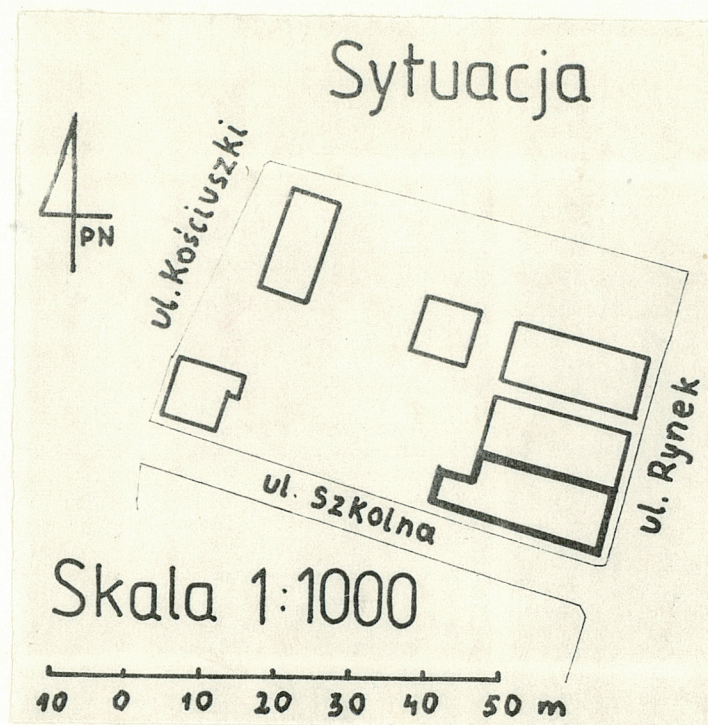 Sytuacja
PN
ul. Kościuszki
ul. Rynek
ul. Szkolna
Skala 1:1000
10 0 10 20 30 40 50 m